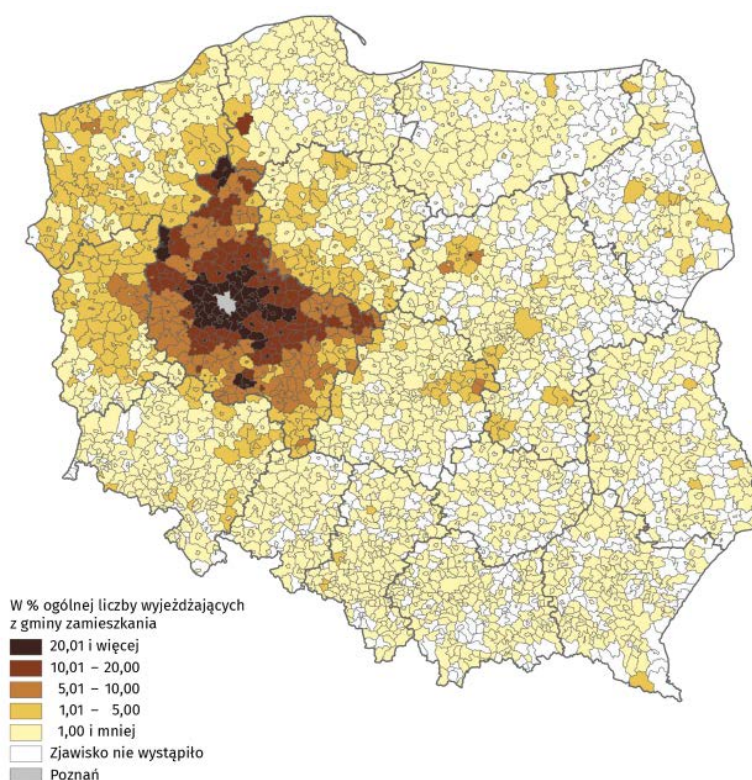 W % ogólnej liczby wyjeżdżających
z gminy zamieszkania
20,01 i więcej
10,01 – 20,00
5,01 – 10,00
1,01 – 5,00
1,00 i mniej
Zjawisko nie wystąpiło
Poznań